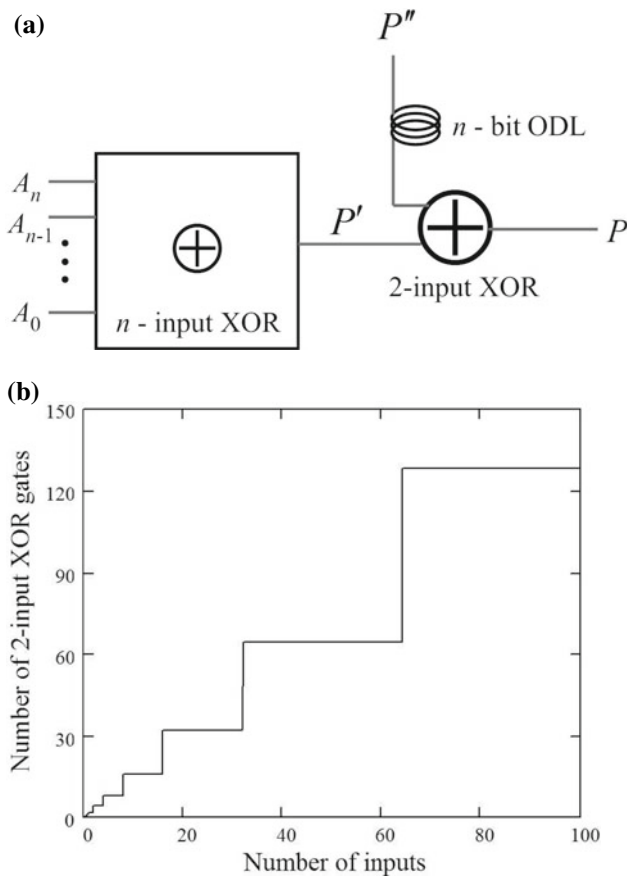 (a)
P″
n - bit ODL
A_n
A_{n-1}
P′
P
A_0
n - input XOR
2-input XOR
(b)
150
120
90
60
30
0
0
20
40
60
80
100
Number of 2-input XOR gates
Number of inputs